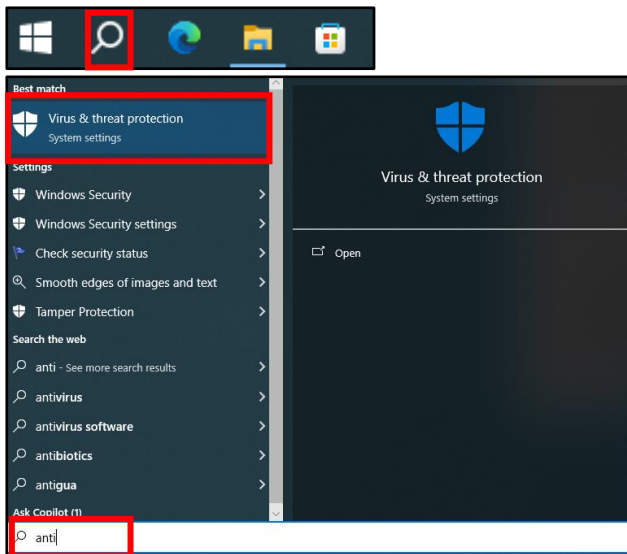 Best match
Virus & threat protection
System settings
Settings
Windows Security
Windows Security settings
Check security status
Smooth edges of images and text
Tamper Protection
Search the web
anti - See more search results
antivirus
antivirus software
antibiotics
antigua
Ask Copilot (1)
anti
Virus & threat protection
System settings
Open